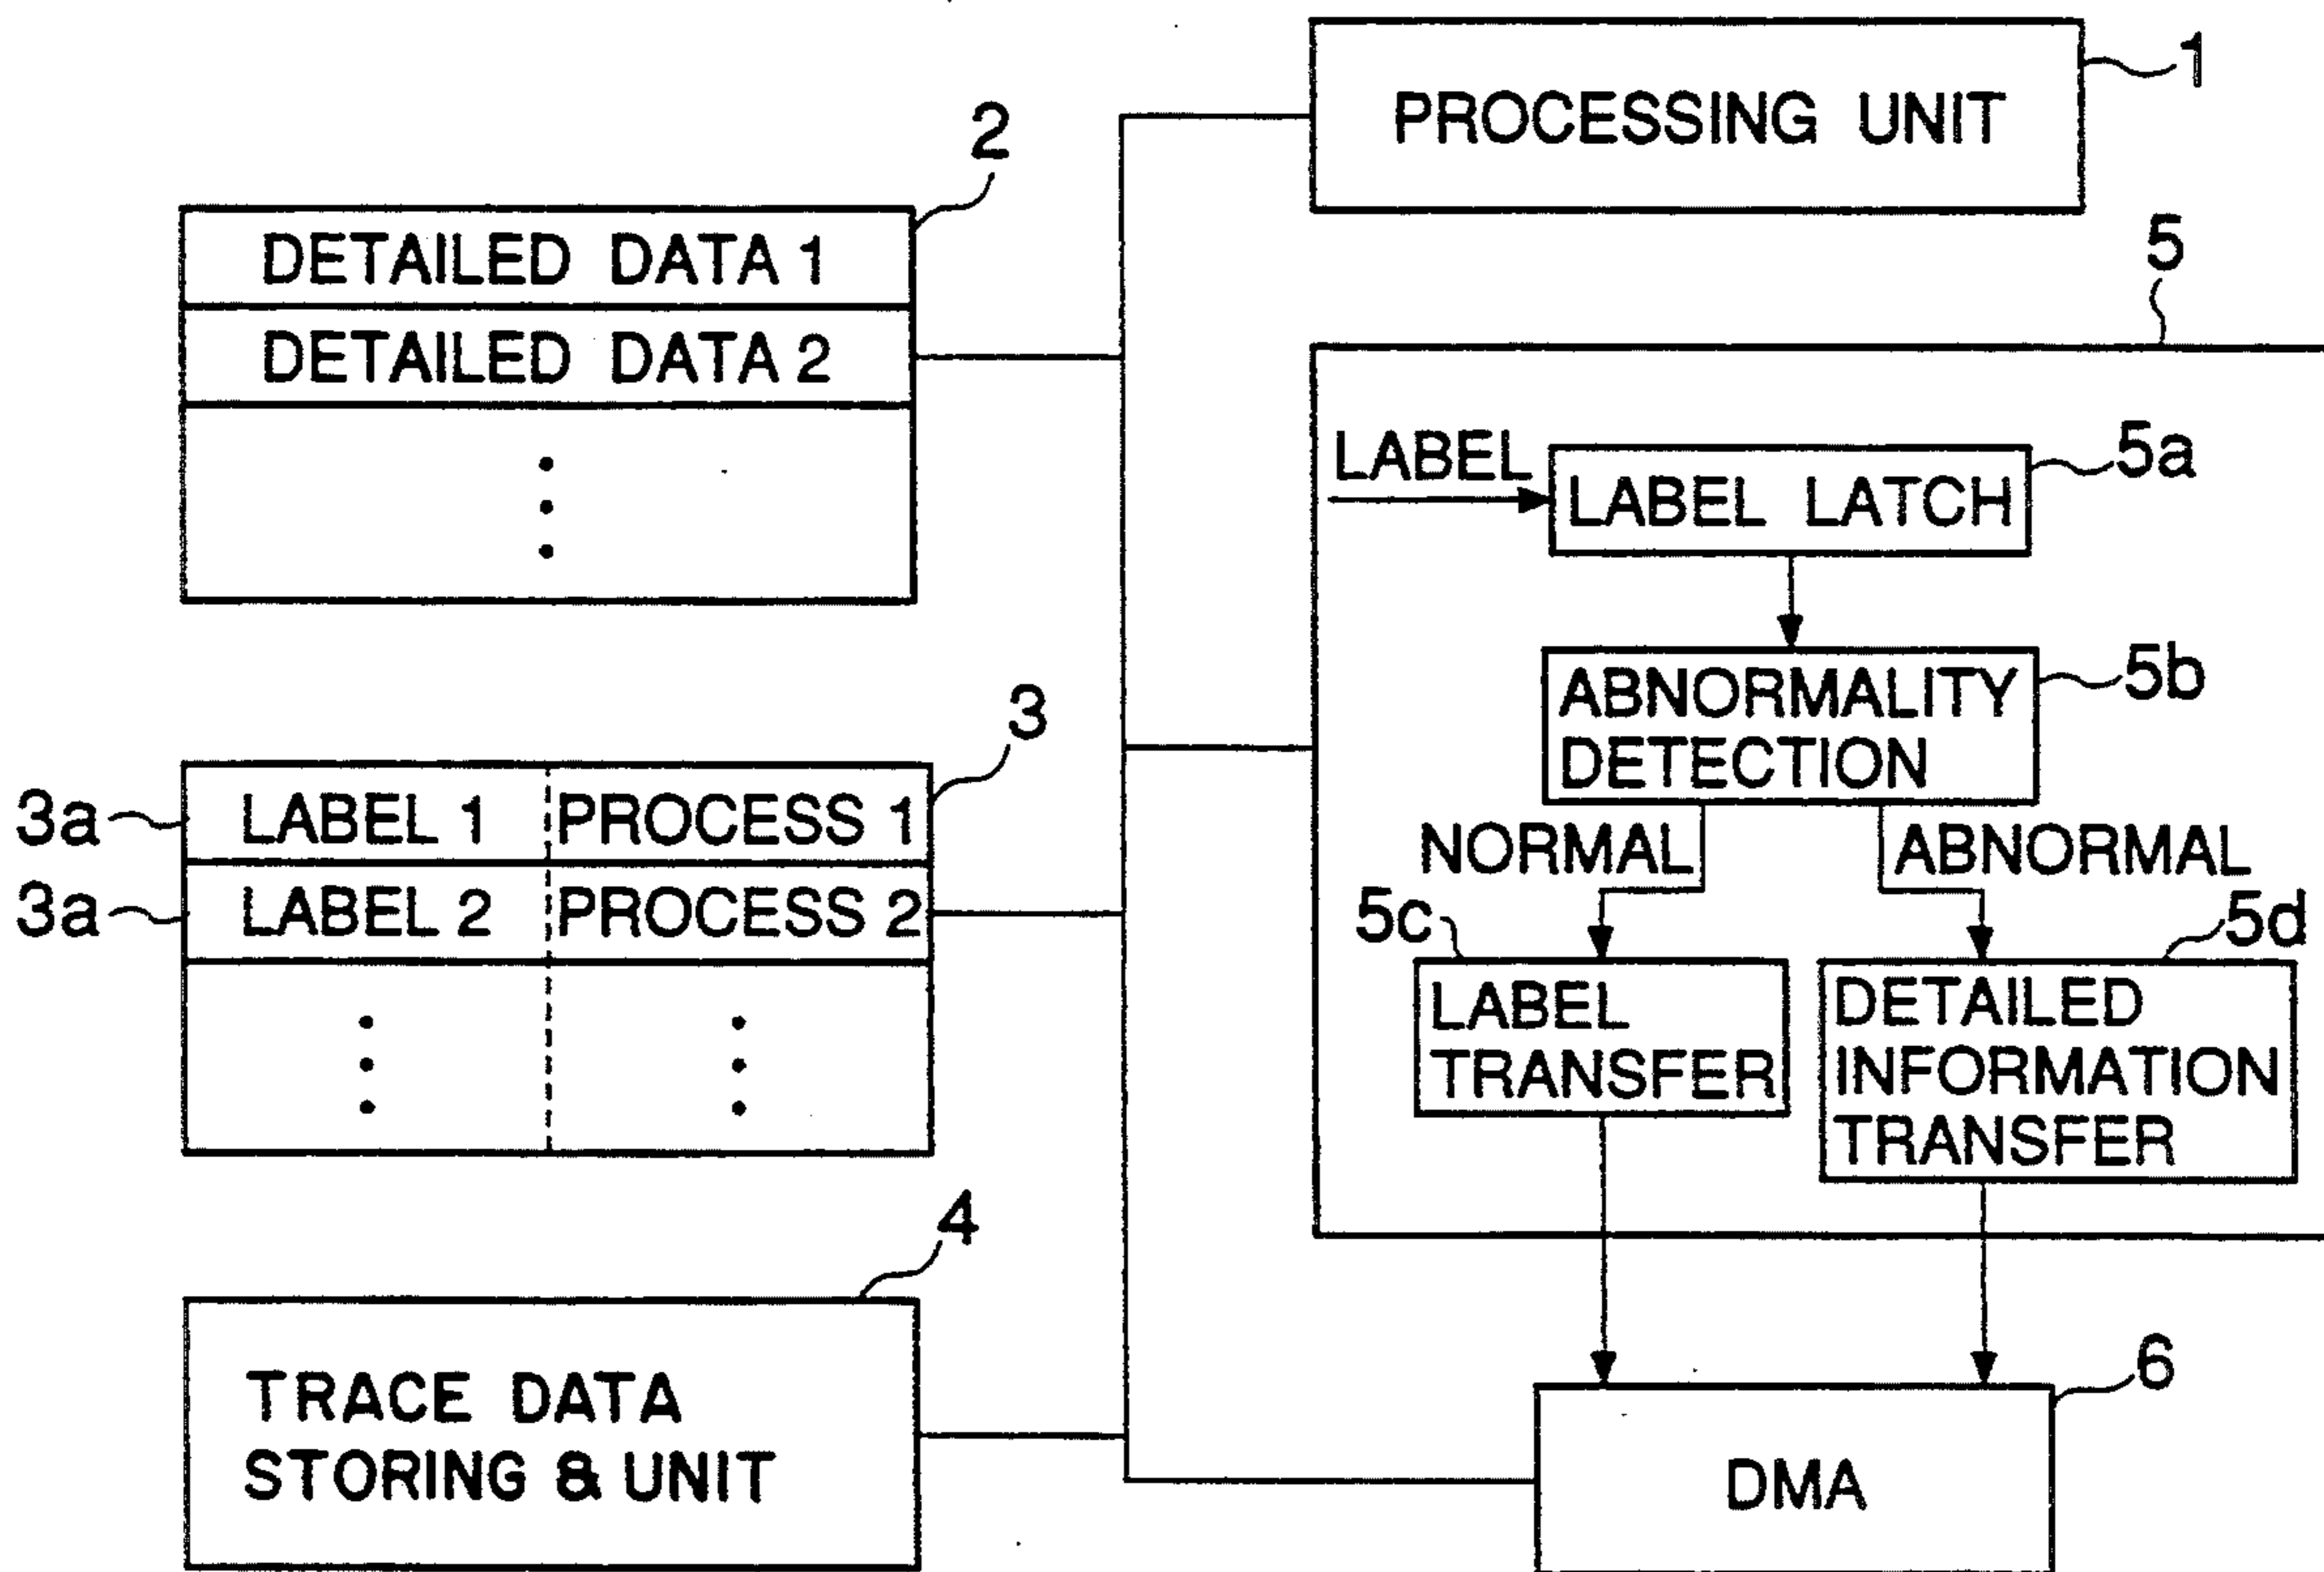 1
PROCESSING UNIT
2
DETAILED DATA 1
DETAILED DATA 2
5
LABEL
LABEL LATCH
5a
ABNORMALITY
DETECTION
5b
NORMAL
ABNORMAL
5c
5d
LABEL
TRANSFER
DETAILED
INFORMATION
TRANSFER
3
3a
LABEL 1
PROCESS 1
3a
LABEL 2
PROCESS 2
4
TRACE DATA
STORING & UNIT
6
DMA